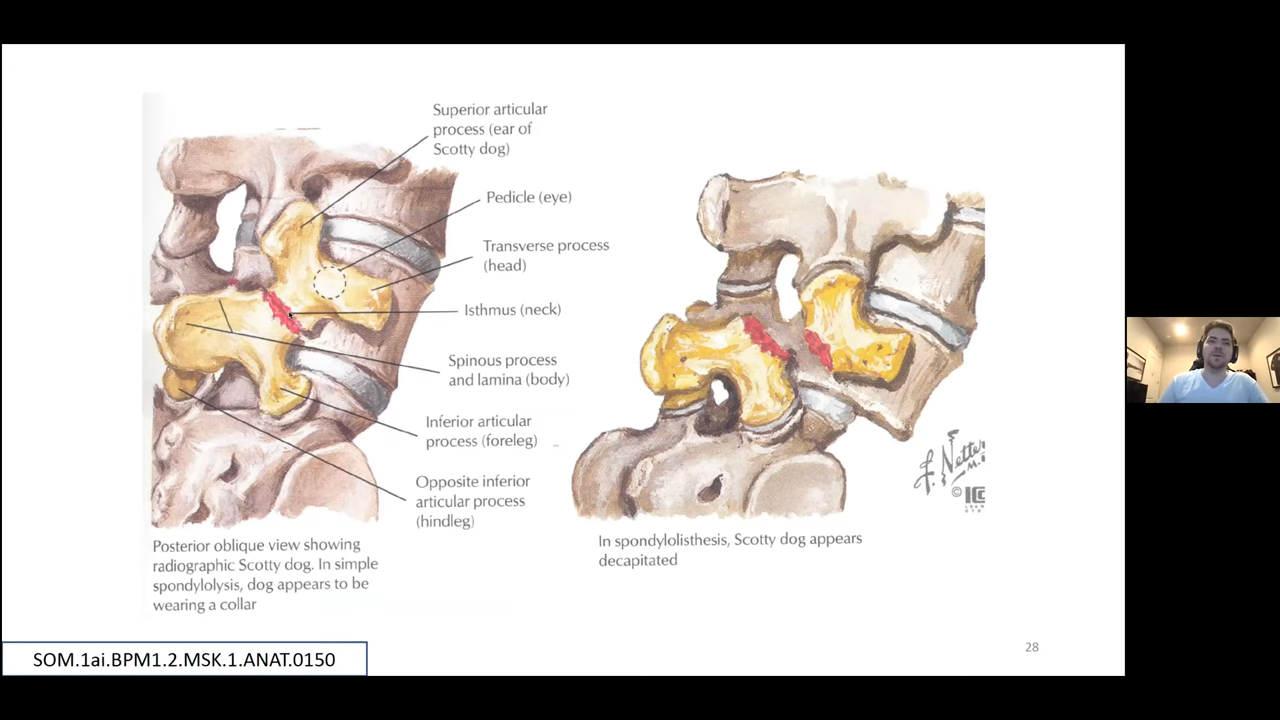 Superior articular
process (ear of
Scotty dog)
Pedicle (eye)
Transverse process
(head)
Isthmus (neck)
Spinous process
and lamina (body)
Inferior articular
process (foreleg)
Opposite inferior
articular process
(hindleg)
Posterior oblique view showing
radiographic Scotty dog. In simple
spondylolysis, dog appears to be
wearing a collar
In spondylolisthesis, Scotty dog appears
decapitated
F. Netter
M.
©
28
SOM.1ai.BPM1.2.MSK.1.ANAT.0150